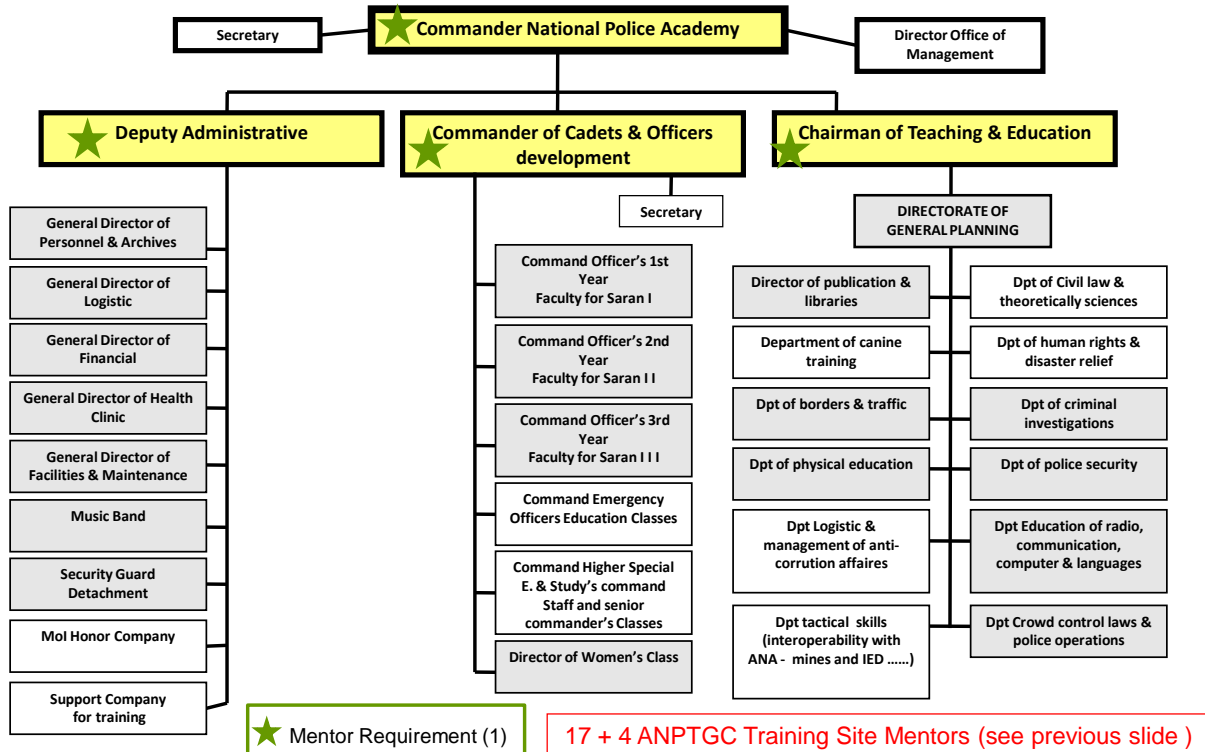 Secretary
Commander National Police Academy
Director Office of
Management
Deputy Administrative
Commander of Cadets & Officers
development
Chairman of Teaching & Education
General Director of
Personnel & Archives
General Director of
Logistic
General Director of
Financial
General Director of Health
Clinic
General Director of
Facilities & Maintenance
Music Band
Security Guard
Detachment
MoI Honor Company
Support Company
for training
Secretary
Command Officer's 1st
Year
Faculty for Saran I
Command Officer's 2nd
Year
Faculty for Saran I I
Command Officer's 3rd
Year
Faculty for Saran I I I
Command Emergency
Officers Education Classes
Command Higher Special
E. & Study's command
Staff and senior
commander's Classes
Director of Women's Class
DIRECTORATE OF
GENERAL PLANNING
Director of publication &
libraries
Department of canine
training
Dpt of borders & traffic
Dpt of physical education
Dpt Logistic &
management of anti-
corrution affaires
Dpt tactical skills
(interoperability with
ANA - mines and IED ......)
Dpt of Civil law &
theoretically sciences
Dpt of human rights &
disaster relief
Dpt of criminal
investigations
Dpt of police security
Dpt Education of radio,
communication,
computer & languages
Dpt Crowd control laws &
police operations
Mentor Requirement (1)
17 + 4 ANPTGC Training Site Mentors (see previous slide )